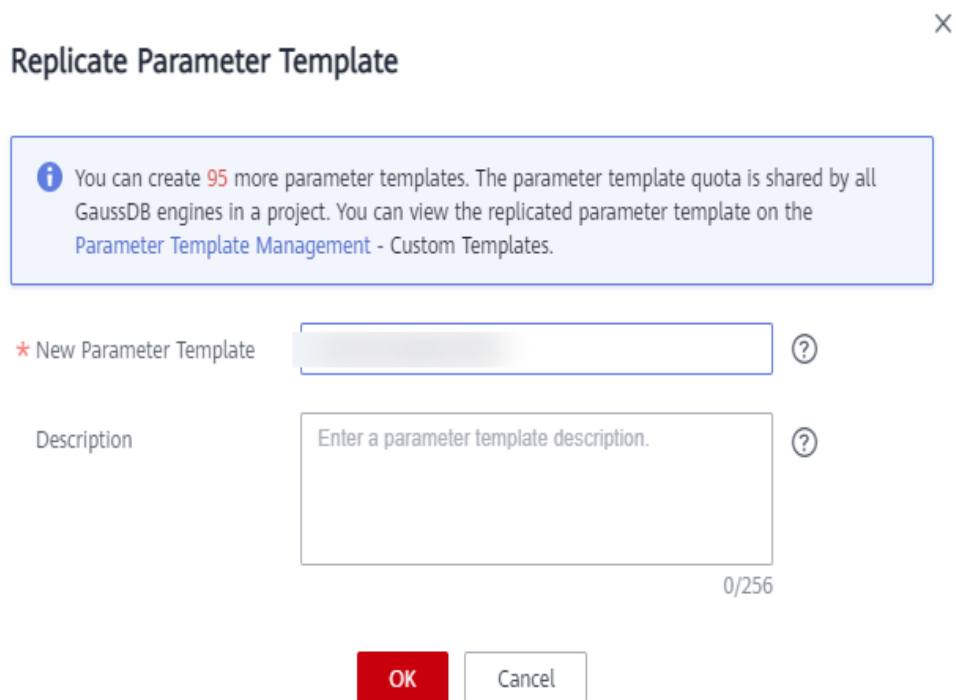 Replicate Parameter Template
You can create 95 more parameter templates. The parameter template quota is shared by all
GaussDB engines in a project. You can view the replicated parameter template on the
Parameter Template Management - Custom Templates.
* New Parameter Template
Description
Enter a parameter template description.
0/256
OK Cancel